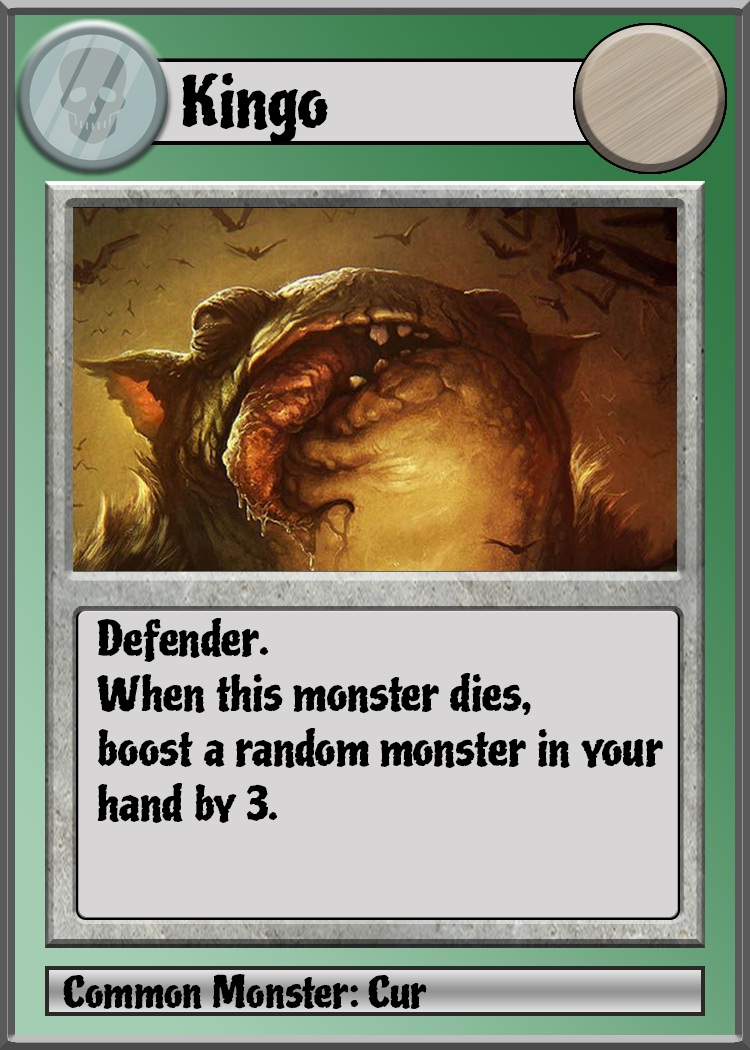 Kingo
Defender.
When this monster dies,
boost a random monster in your
hand by 3.
Common Monster: Cur